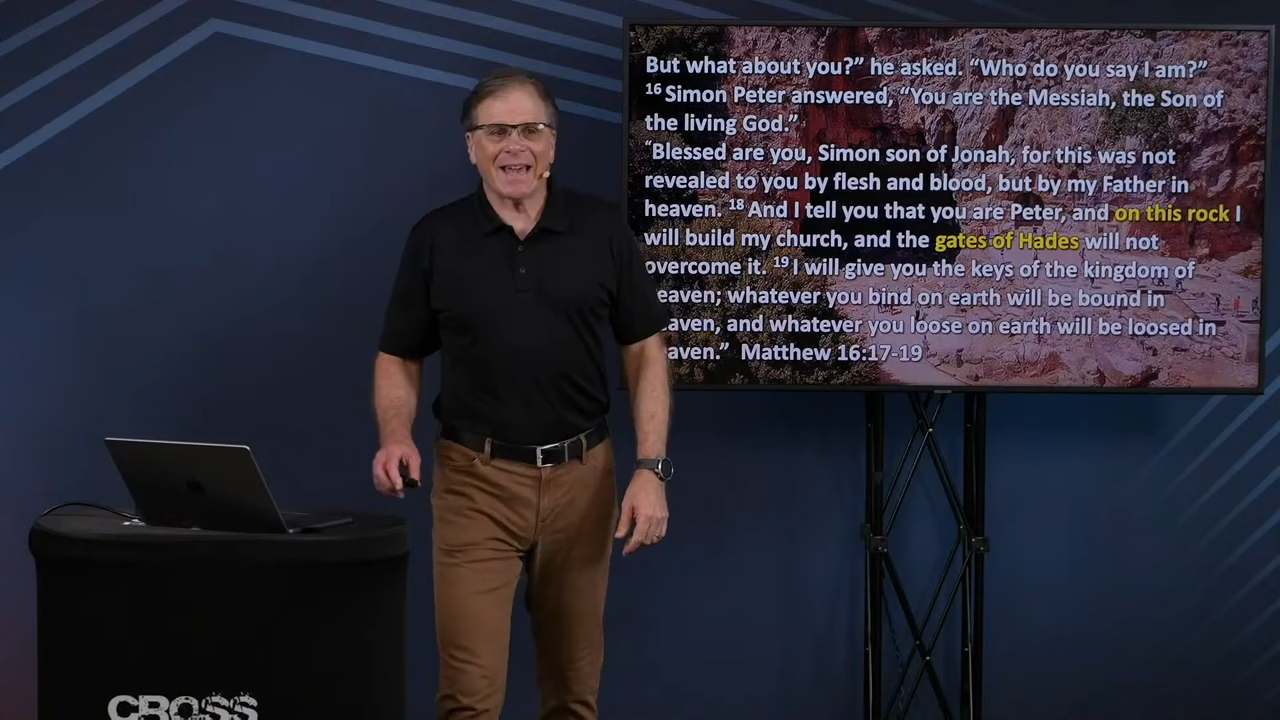 But what about you?” he asked. “Who do you say I am?”
16 Simon Peter answered, “You are the Messiah, the Son of
the living God.”
“Blessed are you, Simon son of Jonah, for this was not
revealed to you by flesh and blood, but by my Father in
heaven. 18 And I tell you that you are Peter, and on this rock I
will build my church, and the gates of Hades will not
overcome it. 19 I will give you the keys of the kingdom of
eaven; whatever you bind on earth will be bound in
aven, and whatever you loose on earth will be loosed in
aven.” Matthew 16:17-19
CROSS